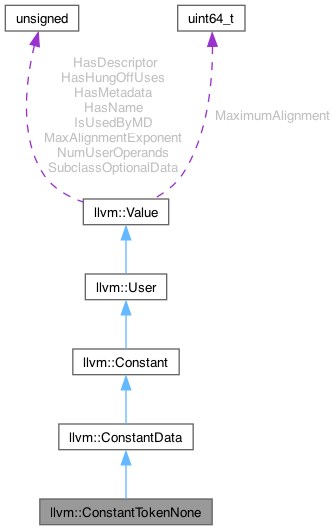 unsigned
uint64_t
HasDescriptor
HasHungOffUses
HasMetadata
HasName
IsUsedByMD
MaxAlignmentExponent
NumUserOperands
SubclassOptionalData
MaximumAlignment
llvm::Value
llvm::User
llvm::Constant
llvm::ConstantData
llvm::ConstantTokenNone